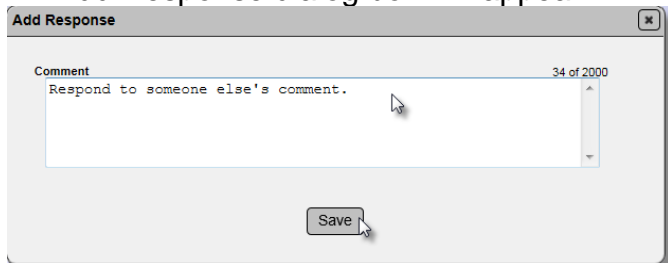 Add Response
Comment 34 of 2000
Respond to someone else's comment.
Save